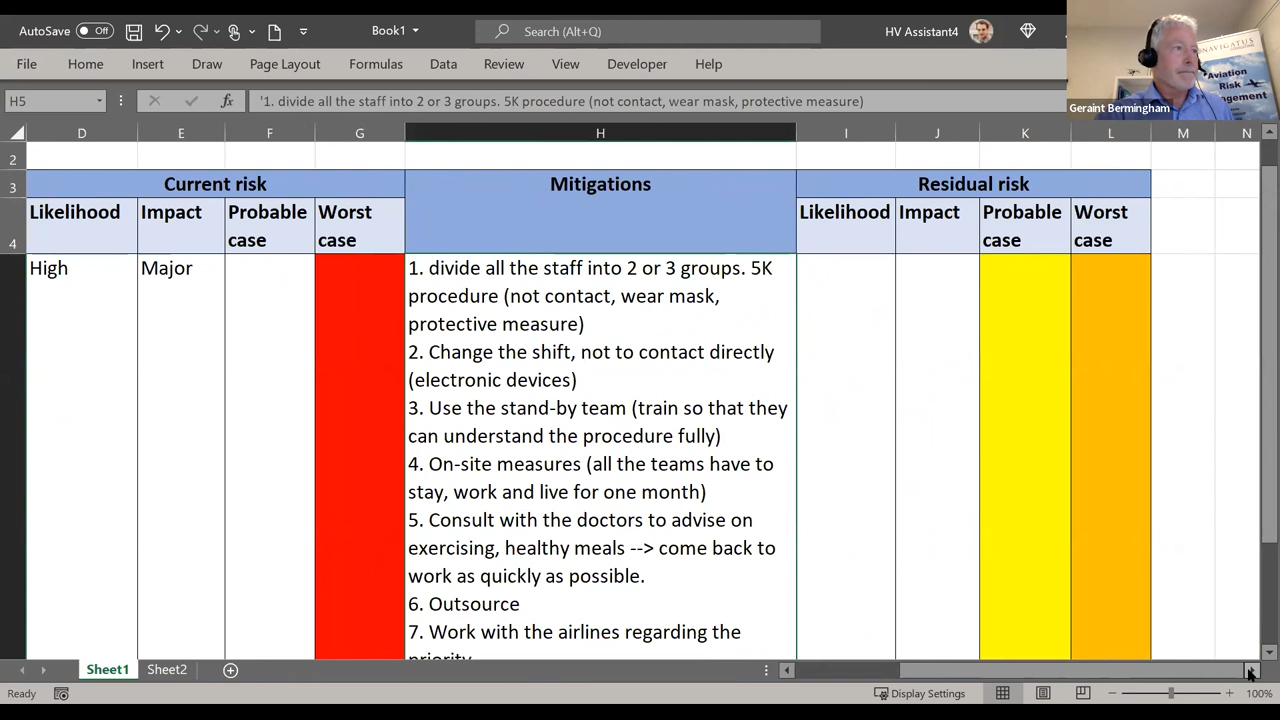 AutoSave Off Book1 Search (Alt+Q) HV Assistant4
NAVIGATUS
Aviation
Risk
Geraint Bermingham
File Home Insert Draw Page Layout Formulas Data Review View Developer Help
H5 fx '1. divide all the staff into 2 or 3 groups. 5K procedure (not contact, wear mask, protective measure)
D E F G H I J K L M N
2
3 Current risk Mitigations Residual risk
Likelihood Impact Probable Worst Likelihood Impact Probable Worst
4 case case case case
High Major 1. divide all the staff into 2 or 3 groups. 5K
procedure (not contact, wear mask,
protective measure)
2. Change the shift, not to contact directly
(electronic devices)
3. Use the stand-by team (train so that they
can understand the procedure fully)
4. On-site measures (all the teams have to
stay, work and live for one month)
5. Consult with the doctors to advise on
exercising, healthy meals --> come back to
work as quickly as possible.
6. Outsource
7. Work with the airlines regarding the
priority
Sheet1 Sheet2
Ready Display Settings 100%